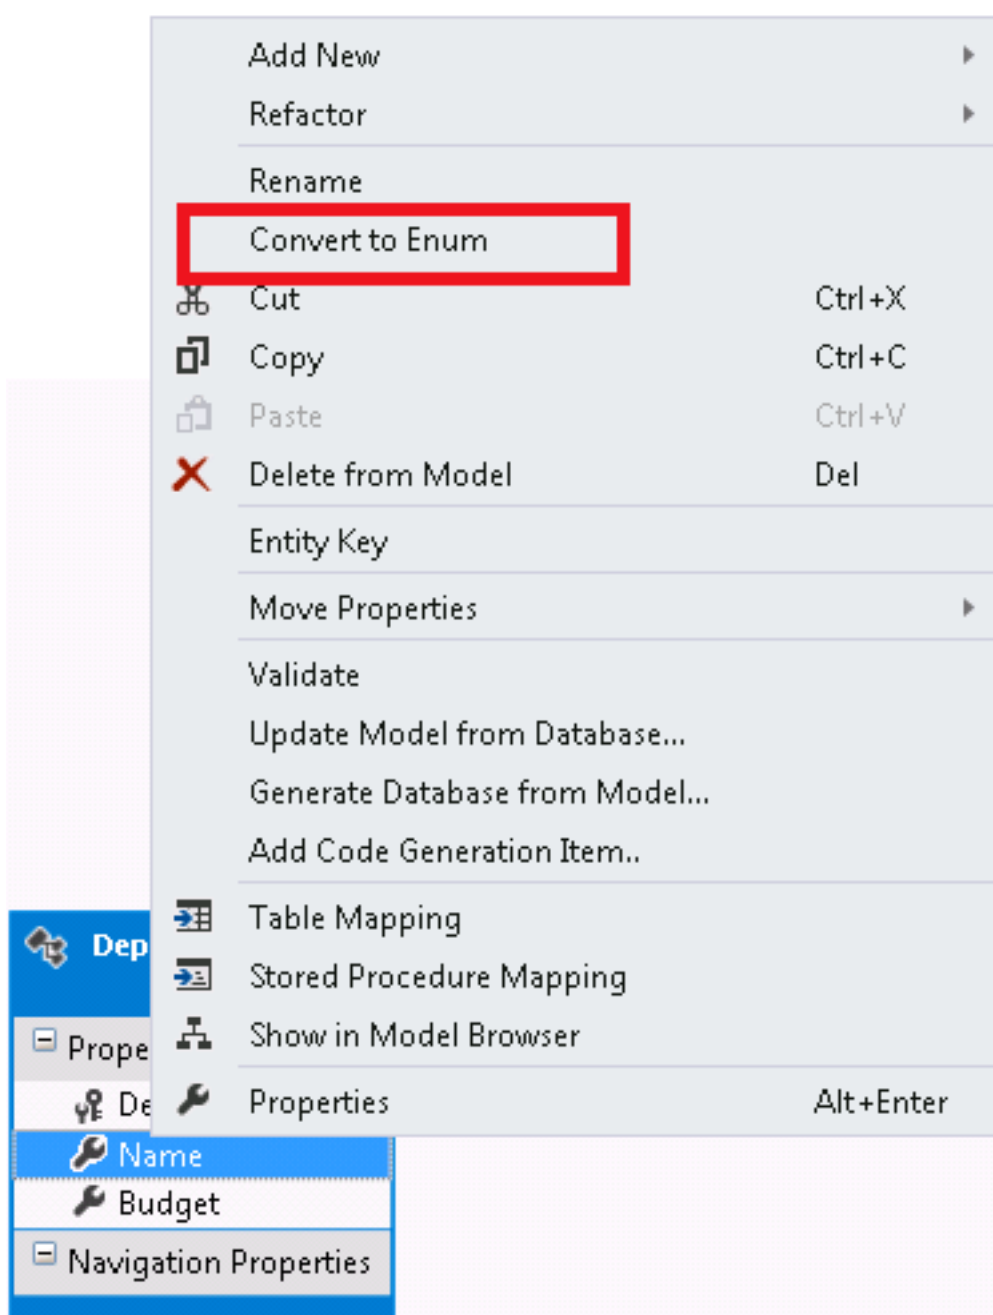 Add New
Refactor
Rename
Convert to Enum
Cut Ctrl+X
Copy Ctrl+C
Paste Ctrl+V
Delete from Model Del
Entity Key
Move Properties
Validate
Update Model from Database...
Generate Database from Model...
Add Code Generation Item..
Table Mapping
Stored Procedure Mapping
Show in Model Browser
Properties Alt+Enter
Dep
Prope
De
Name
Budget
Navigation Properties